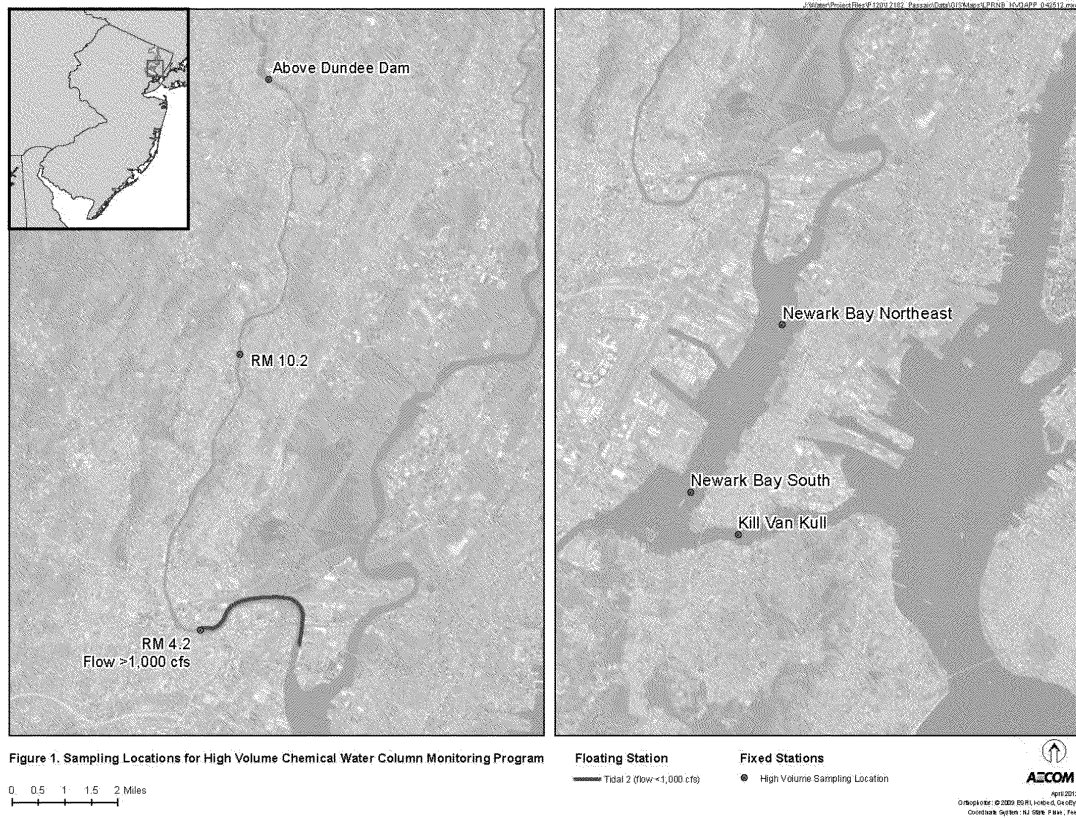 Above Dundee Dam
RM 10.2
RM 4.2
Flow >1,000 cfs
Newark Bay Northeast
Newark Bay South
Kill Van Kull
Figure 1. Sampling Locations for High Volume Chemical Water Column Monitoring Program
0 0.5 1 1.5 2 Miles
Floating Station
Tidal 2 (flow <1,000 cfs)
Fixed Stations
High Volume Sampling Location
AECOM